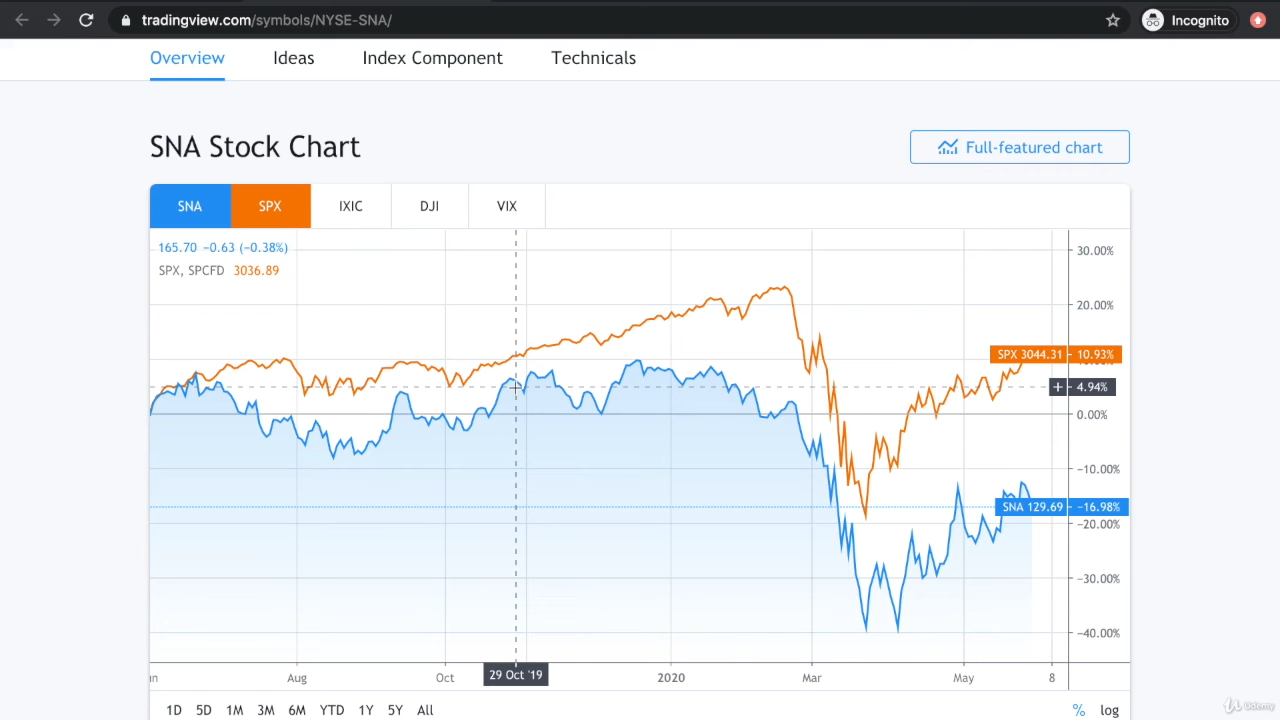 tradingview.com/symbols/NYSE-SNA/
Incognito
Overview Ideas Index Component Technicals
SNA Stock Chart
Full-featured chart
SNA SPX IXIC DJI VIX
165.70 −0.63 (−0.38%)
SPX, SPCFD 3036.89
30.00%
20.00%
SPX 3044.31 10.93%
+ 4.94%
0.00%
−10.00%
SNA 129.69 −16.98%
−20.00%
−30.00%
−40.00%
Aug Oct 29 Oct '19 2020 Mar May 8
1D 5D 1M 3M 6M YTD 1Y 5Y All
% log
Udemy